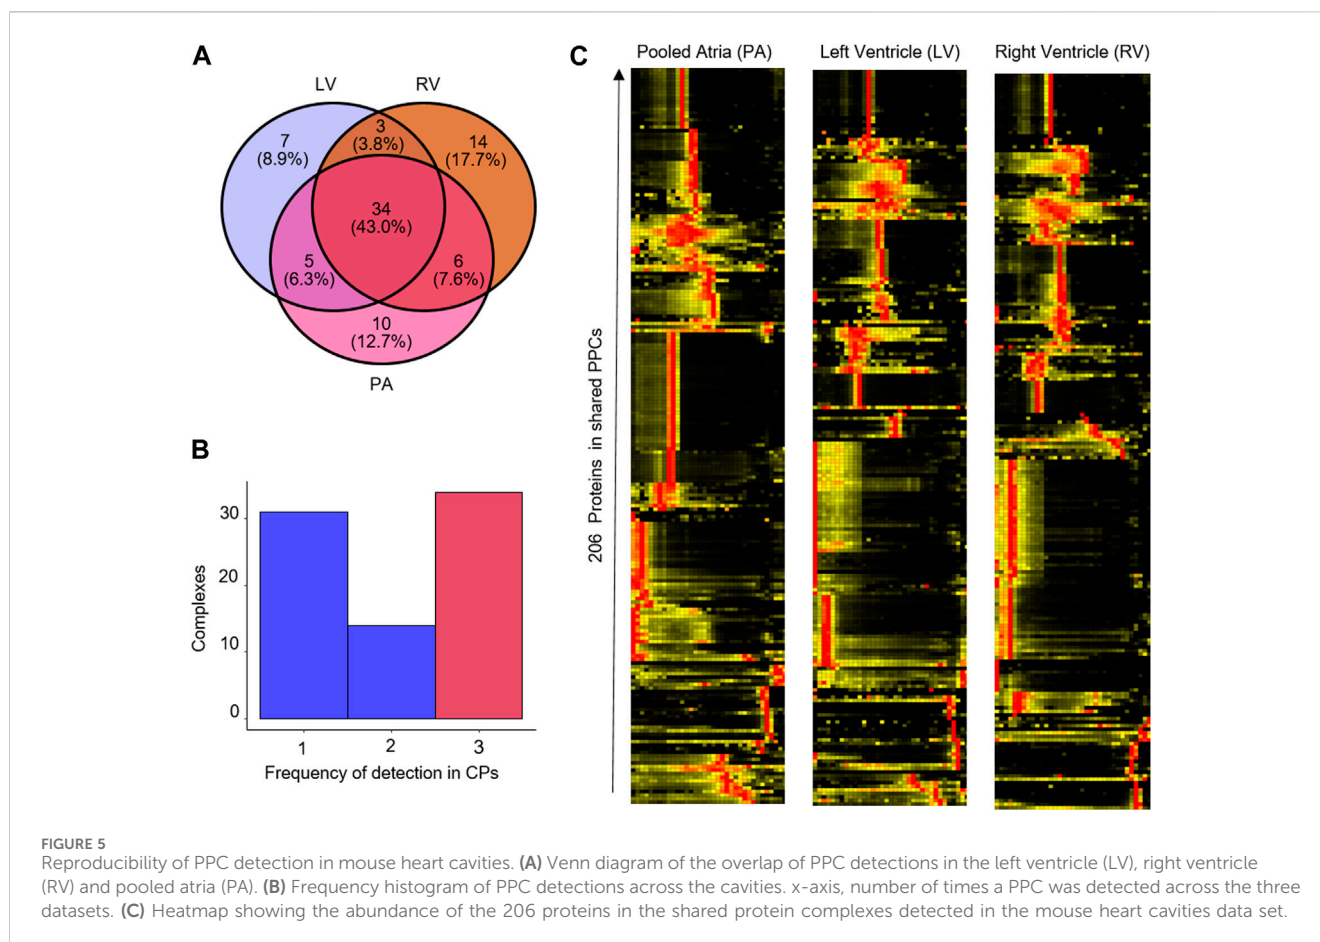 A
LV
RV
7
(8.9%)
3
(3.8%)
14
(17.7%)
34
(43.0%)
5
(6.3%)
6
(7.6%)
10
(12.7%)
PA
B
Complexes
30
20
10
0
1 2 3
Frequency of detection in CPs
C
Pooled Atria (PA) Left Ventricle (LV) Right Ventricle (RV)
206 Proteins in shared PPCs
FIGURE 5
Reproducibility of PPC detection in mouse heart cavities. (A) Venn diagram of the overlap of PPC detections in the left ventricle (LV), right ventricle
(RV) and pooled atria (PA). (B) Frequency histogram of PPC detections across the cavities. x-axis, number of times a PPC was detected across the three
datasets. (C) Heatmap showing the abundance of the 206 proteins in the shared protein complexes detected in the mouse heart cavities data set.